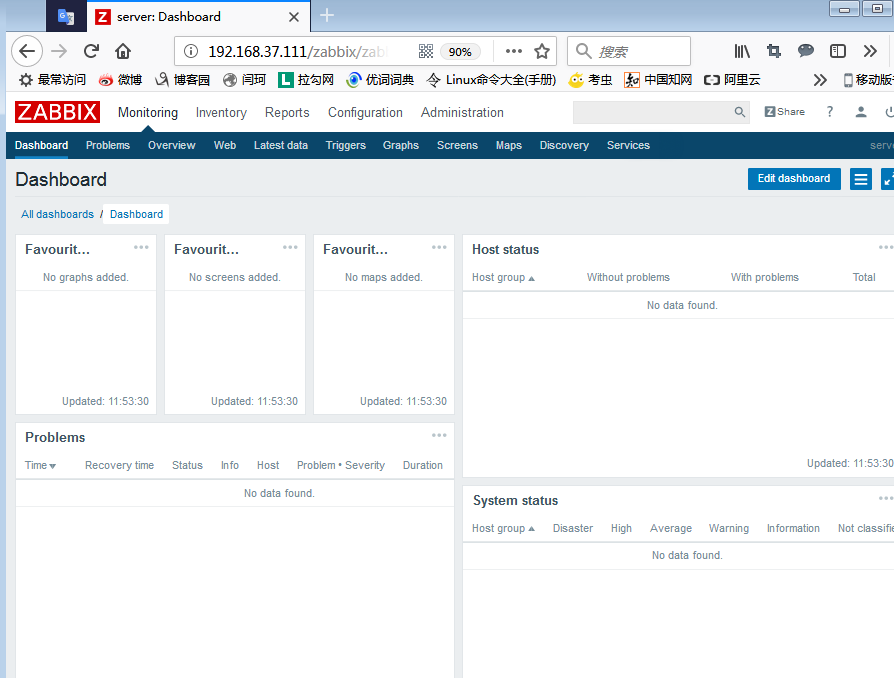 server: Dashboard
192.168.37.111/zabbix/zab
90%
搜索
最常访问 微博 博客园 闫珂 L 拉勾网 优词词典 Linux命令大全(手册) 考虫 中国知网 阿里云 移动版
ZABBIX Monitoring Inventory Reports Configuration Administration Z Share ?
Dashboard Problems Overview Web Latest data Triggers Graphs Screens Maps Discovery Services serve
Dashboard Edit dashboard
All dashboards / Dashboard
Favourit... Favourit... Favourit... Host status
No graphs added. No screens added. No maps added. Host group Without problems With problems Total
No data found.
Updated: 11:53:30 Updated: 11:53:30 Updated: 11:53:30
Problems
Time Recovery time Status Info Host Problem • Severity Duration Updated: 11:53:30
No data found.
System status
Host group Disaster High Average Warning Information Not classifie
No data found.